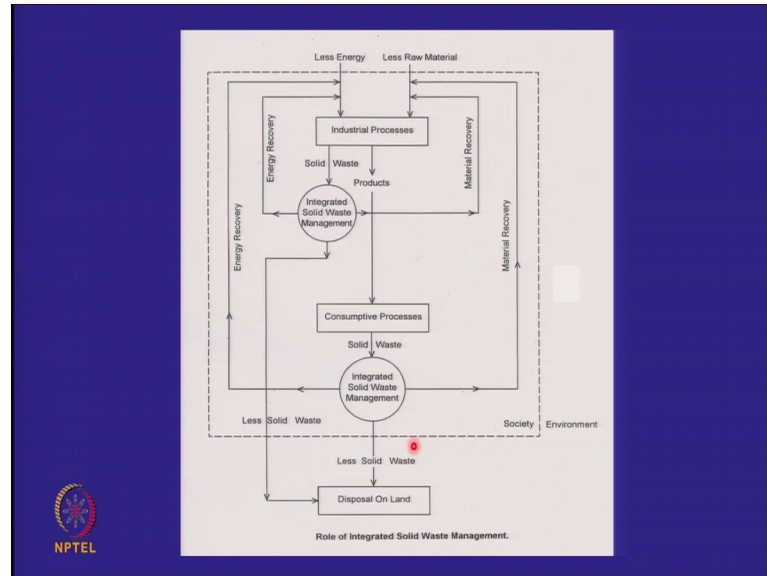 Less Energy
Less Raw Material
Industrial Processes
Energy Recovery
Material Recovery
Solid Waste
Products
Integrated
Solid Waste
Management
Energy Recovery
Material Recovery
Consumptive Processes
Solid Waste
Integrated
Solid Waste
Management
Less Solid Waste
Society
Environment
Less Solid Waste
Disposal On Land
Role of Integrated Solid Waste Management.
NPTEL